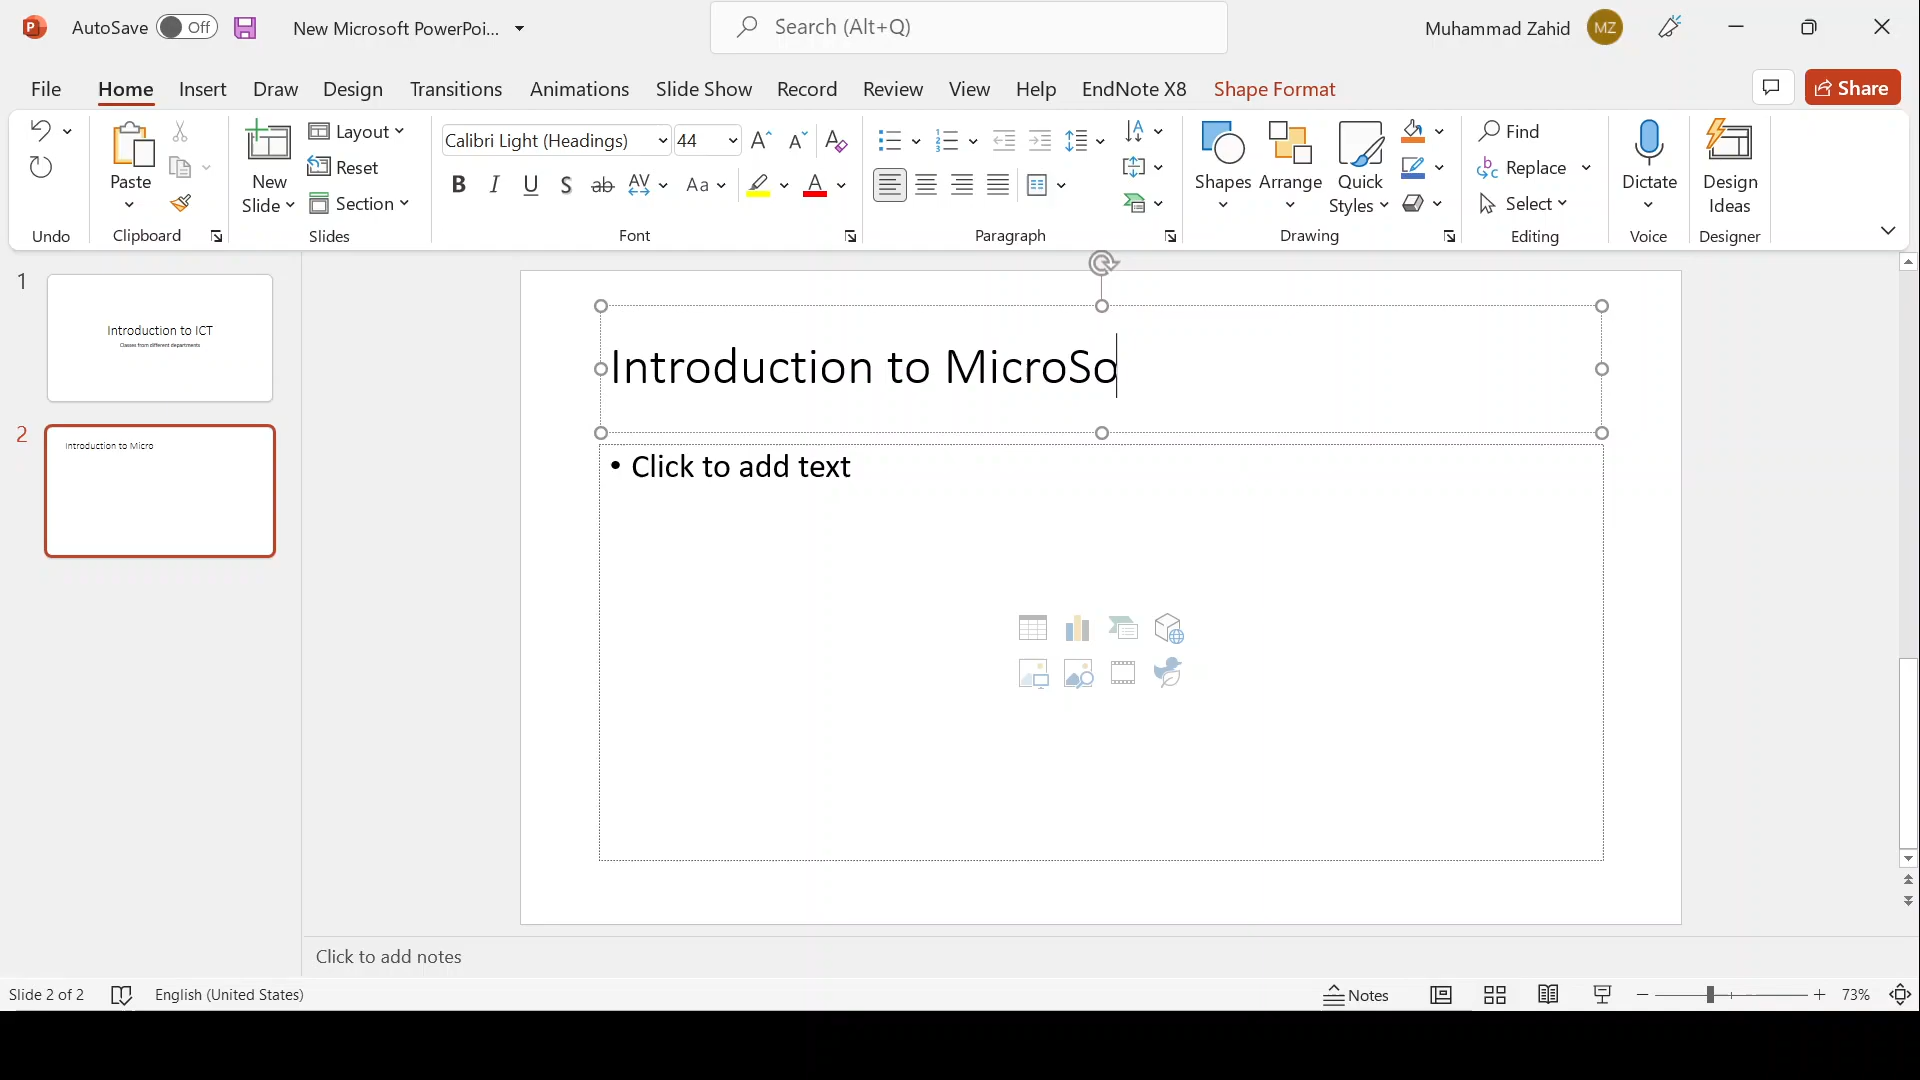 AutoSave Off New Microsoft PowerPoi... Search (Alt+Q) Muhammad Zahid MZ
File Home Insert Draw Design Transitions Animations Slide Show Record Review View Help EndNote X8 Shape Format Share
Paste
New
Slide
Layout
Reset
Section
Calibri Light (Headings) 44
Shapes
Arrange
Quick
Styles
Find
Replace
Select
Dictate
Design
Ideas
Undo Clipboard Slides Font Paragraph Drawing Editing Voice Designer
1
Introduction to ICT
Classes from different departments
2
Introduction to Micro
Introduction to MicroSo
• Click to add text
Click to add notes
Slide 2 of 2 English (United States) Notes 73%